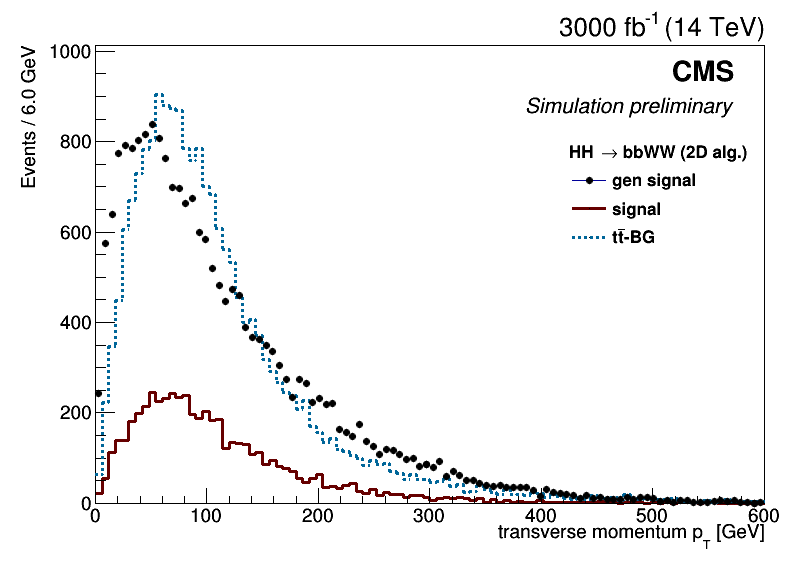 3000 fb⁻¹ (14 TeV)
Events / 6.0 GeV
1000
800
600
400
200
0
CMS
Simulation preliminary
HH → bbWW (2D alg.)
gen signal
signal
tt̄-BG
0 100 200 300 400 500 600
transverse momentum p_T [GeV]